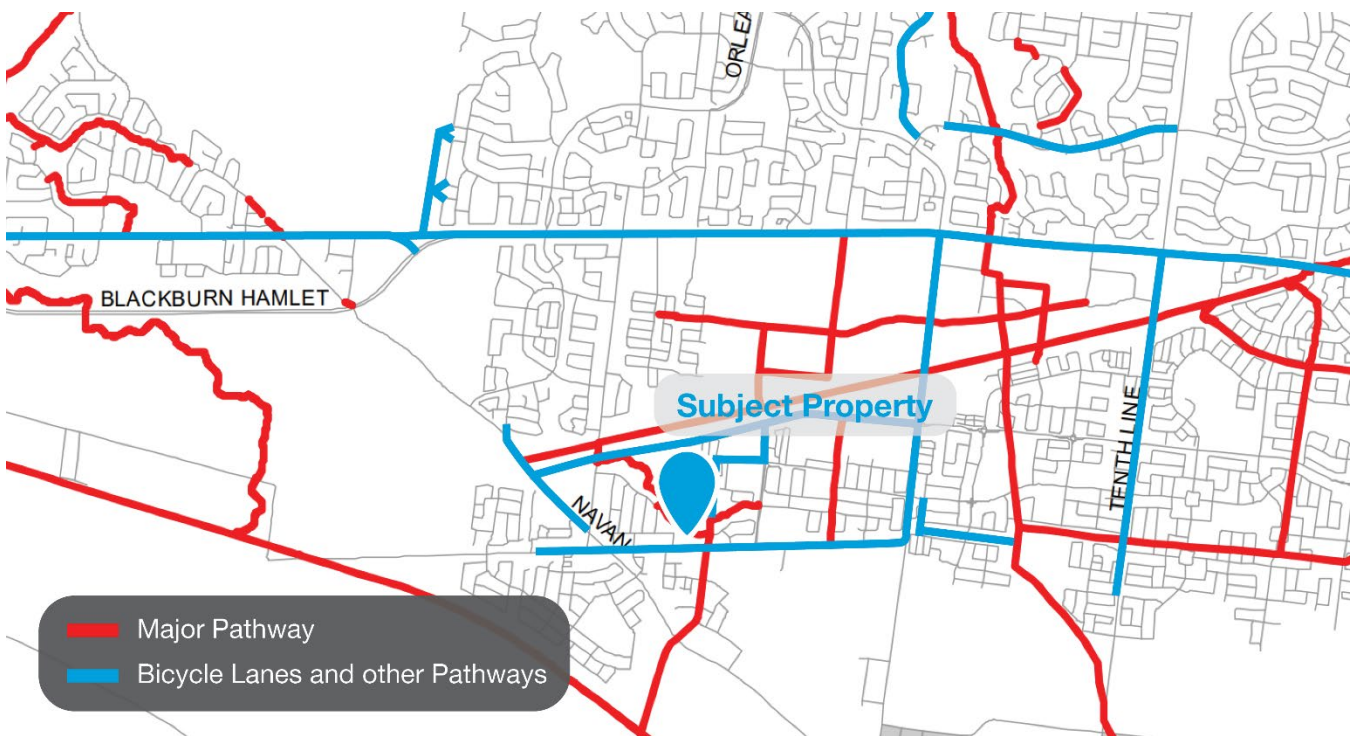 ORLEA
BLACKBURN HAMLET
Subject Property
TENTH LINE
NAVAN
Major Pathway
Bicycle Lanes and other Pathways